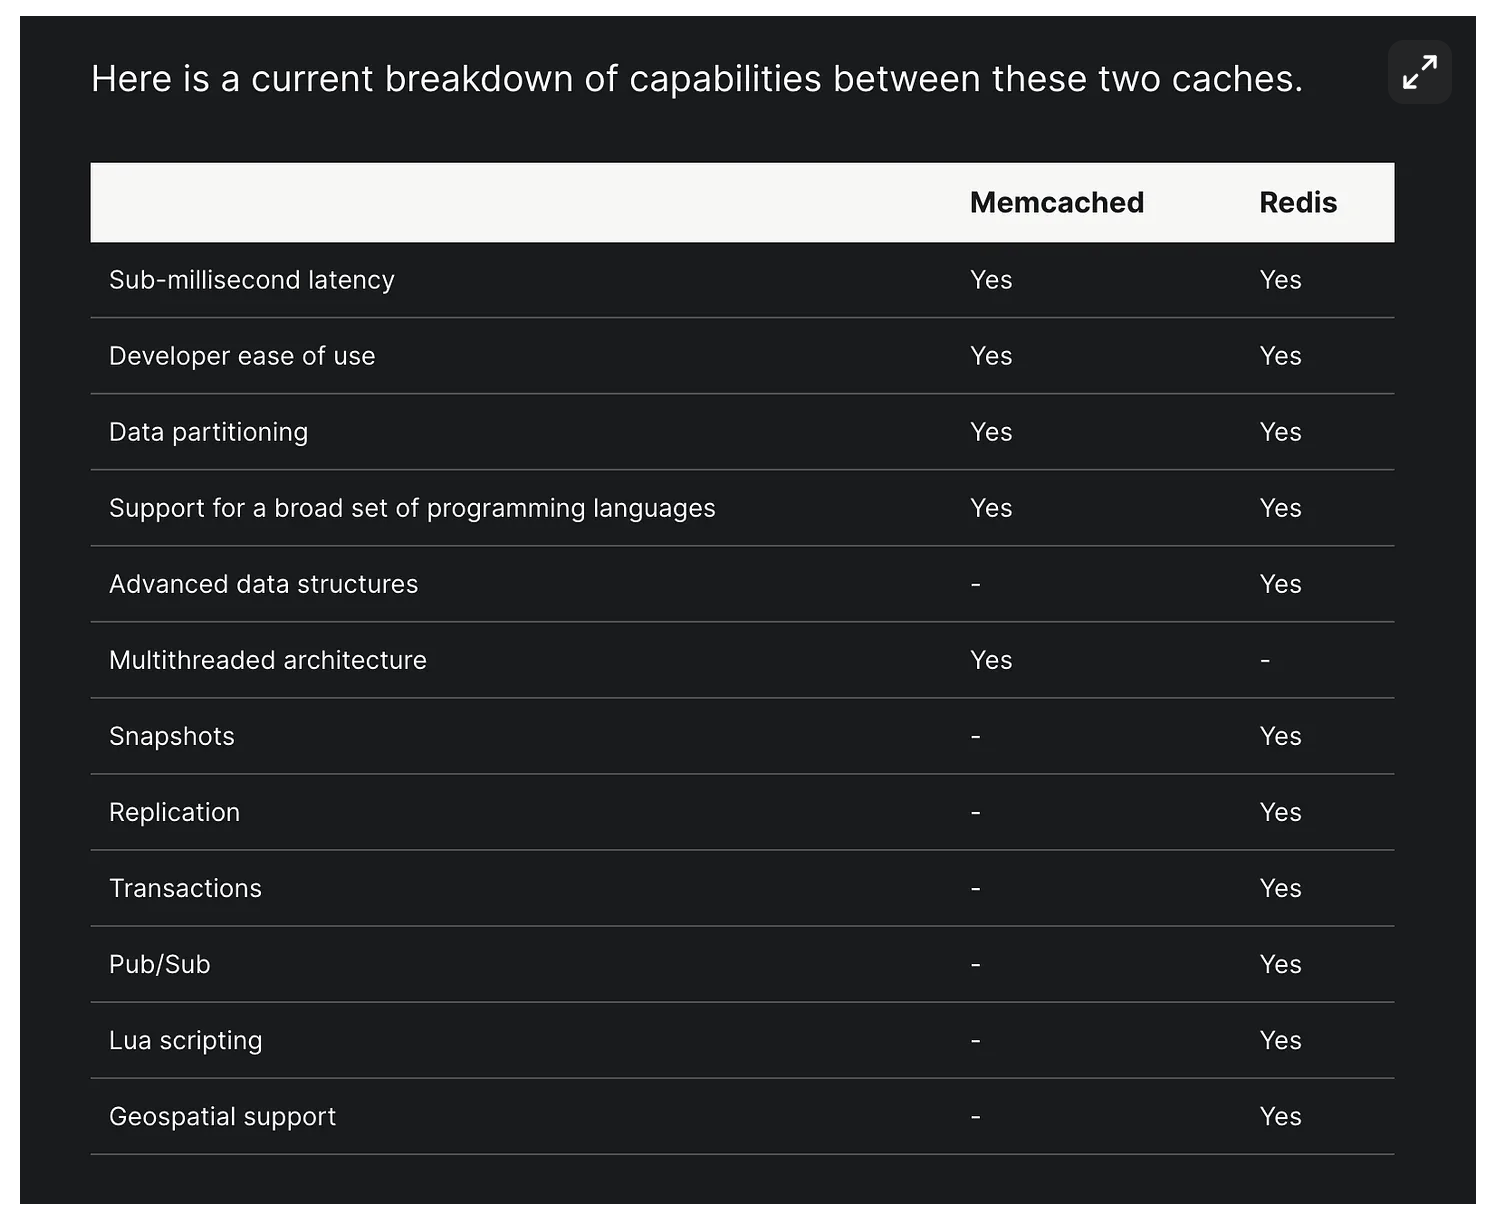 Here is a current breakdown of capabilities between these two caches.
Memcached Redis
Sub-millisecond latency Yes Yes
Developer ease of use Yes Yes
Data partitioning Yes Yes
Support for a broad set of programming languages Yes Yes
Advanced data structures - Yes
Multithreaded architecture Yes -
Snapshots - Yes
Replication - Yes
Transactions - Yes
Pub/Sub - Yes
Lua scripting - Yes
Geospatial support - Yes